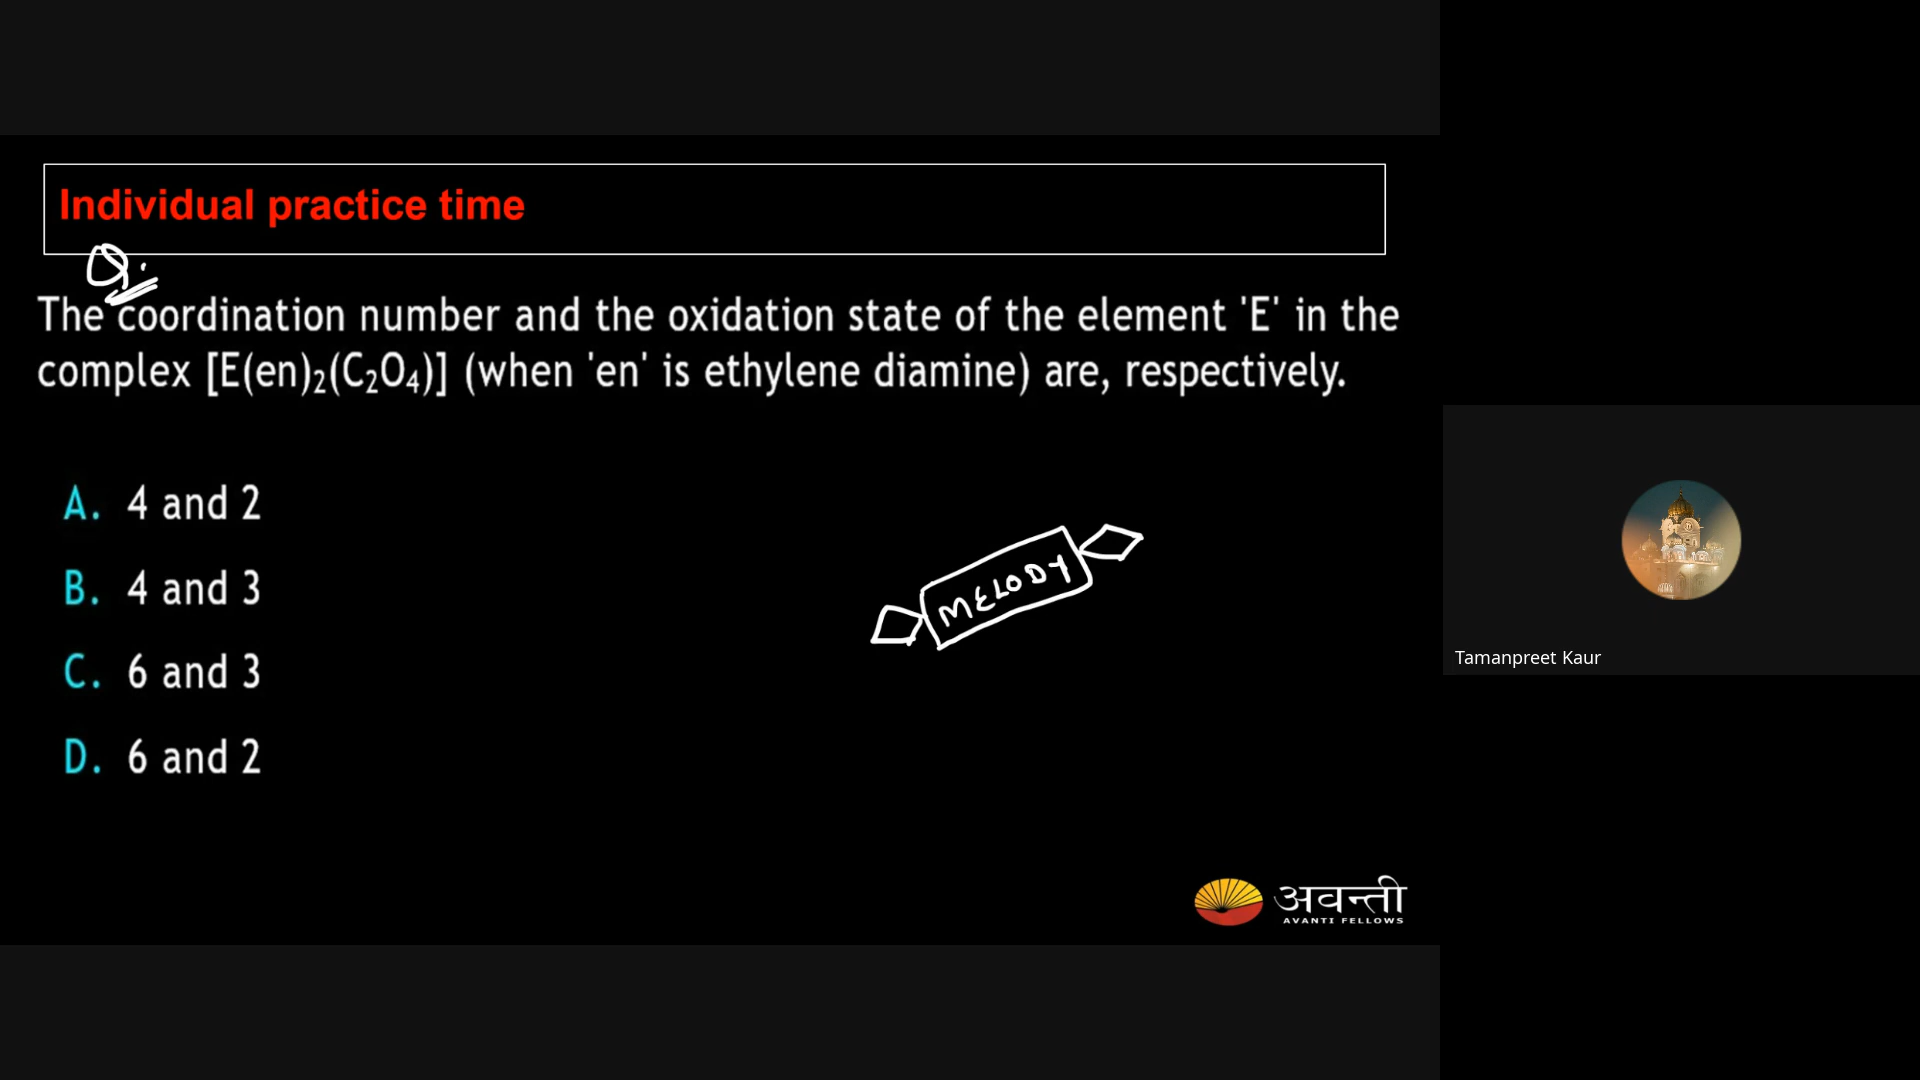 Individual practice time
Q.
The coordination number and the oxidation state of the element 'E' in the
complex [E(en)₂(C₂O₄)] (when 'en' is ethylene diamine) are, respectively.
A. 4 and 2
B. 4 and 3
C. 6 and 3
D. 6 and 2
MELODY
अवन्ती
AVANTI FELLOWS
Tamanpreet Kaur